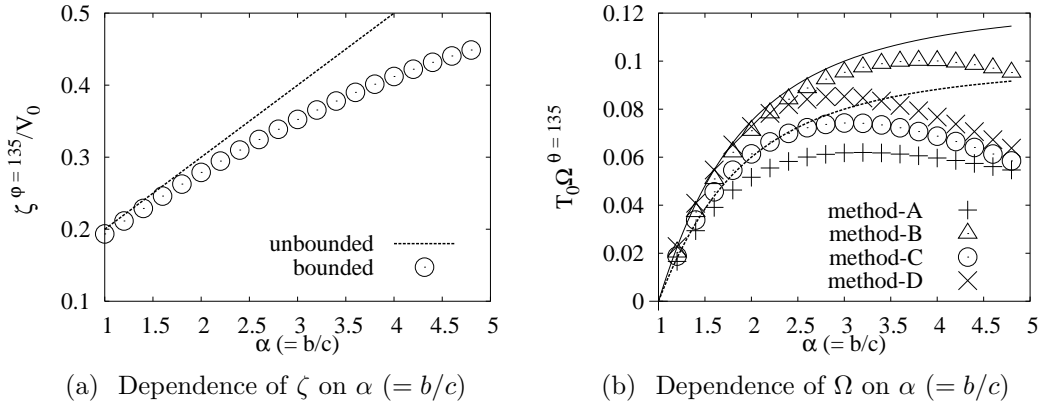 0.5
0.4
0.3
0.2
0.1
ζ^φ = 135/V_0
unbounded
bounded
1 1.5 2 2.5 3 3.5 4 4.5 5
α (= b/c)
(a) Dependence of ζ on α (= b/c)
0.12
0.1
0.08
0.06
0.04
0.02
0
T_0Ω^θ = 135
method-A
method-B
method-C
method-D
1 1.5 2 2.5 3 3.5 4 4.5 5
α (= b/c)
(b) Dependence of Ω on α (= b/c)